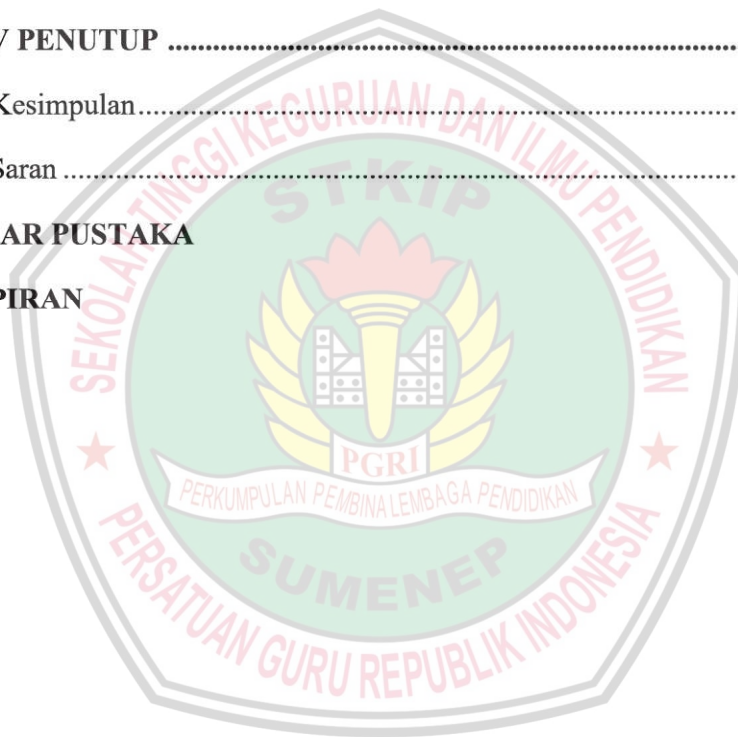 V PENUTUP ................................................................................
Kesimpulan................................................................................
Saran ................................................................................
AR PUSTAKA
PIRAN
SEKOLAH TINGGI KEGURUAN DAN ILMU PENDIDIKAN
STKIP
PGRI
PERKUMPULAN PEMBINA LEMBAGA PENDIDIKAN
SUMENEP
PERSATUAN GURU REPUBLIK INDONESIA